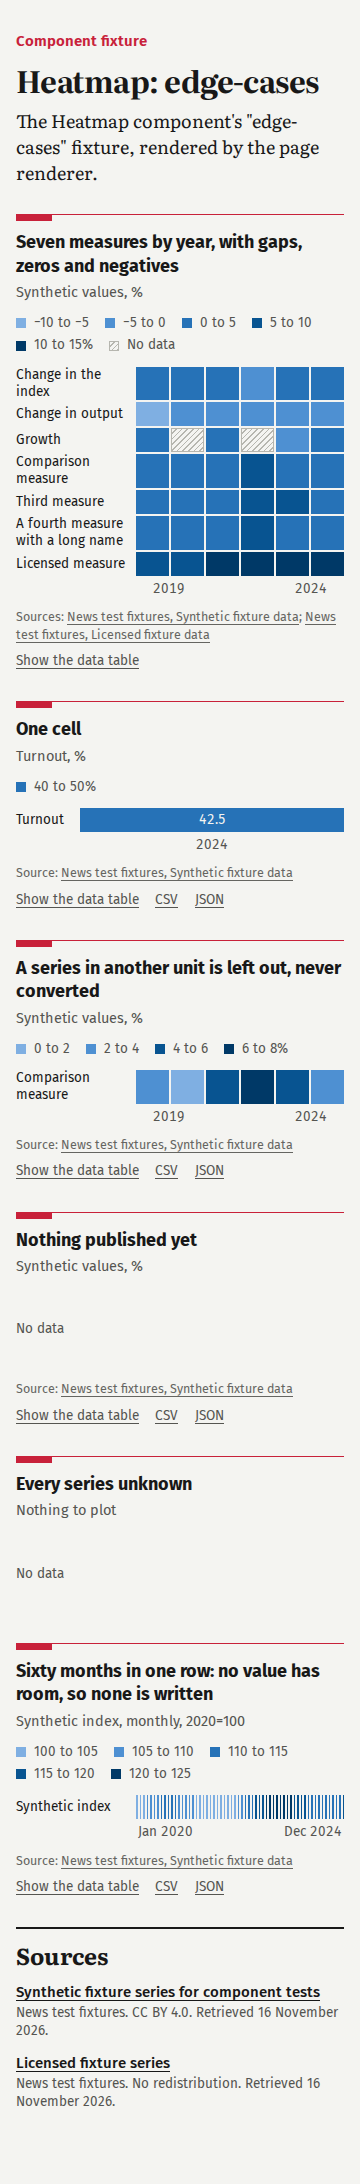 Component fixture
Heatmap: edge-cases
The Heatmap component's "edge-
cases" fixture, rendered by the page
renderer.
Seven measures by year, with gaps,
zeros and negatives
Synthetic values, %
−10 to −5 −5 to 0 0 to 5 5 to 10
10 to 15% No data
Change in the
index
Change in output
Growth
Comparison
measure
Third measure
A fourth measure
with a long name
Licensed measure
2019 2024
Sources: News test fixtures, Synthetic fixture data; News
test fixtures, Licensed fixture data
Show the data table
One cell
Turnout, %
40 to 50%
Turnout 42.5
2024
Source: News test fixtures, Synthetic fixture data
Show the data table CSV JSON
A series in another unit is left out, never
converted
Synthetic values, %
0 to 2 2 to 4 4 to 6 6 to 8%
Comparison
measure
2019 2024
Source: News test fixtures, Synthetic fixture data
Show the data table CSV JSON
Nothing published yet
Synthetic values, %
No data
Source: News test fixtures, Synthetic fixture data
Show the data table CSV JSON
Every series unknown
Nothing to plot
No data
Sixty months in one row: no value has
room, so none is written
Synthetic index, monthly, 2020=100
100 to 105 105 to 110 110 to 115
115 to 120 120 to 125
Synthetic index
Jan 2020 Dec 2024
Source: News test fixtures, Synthetic fixture data
Show the data table CSV JSON
Sources
Synthetic fixture series for component tests
News test fixtures. CC BY 4.0. Retrieved 16 November
2026.
Licensed fixture series
News test fixtures. No redistribution. Retrieved 16
November 2026.